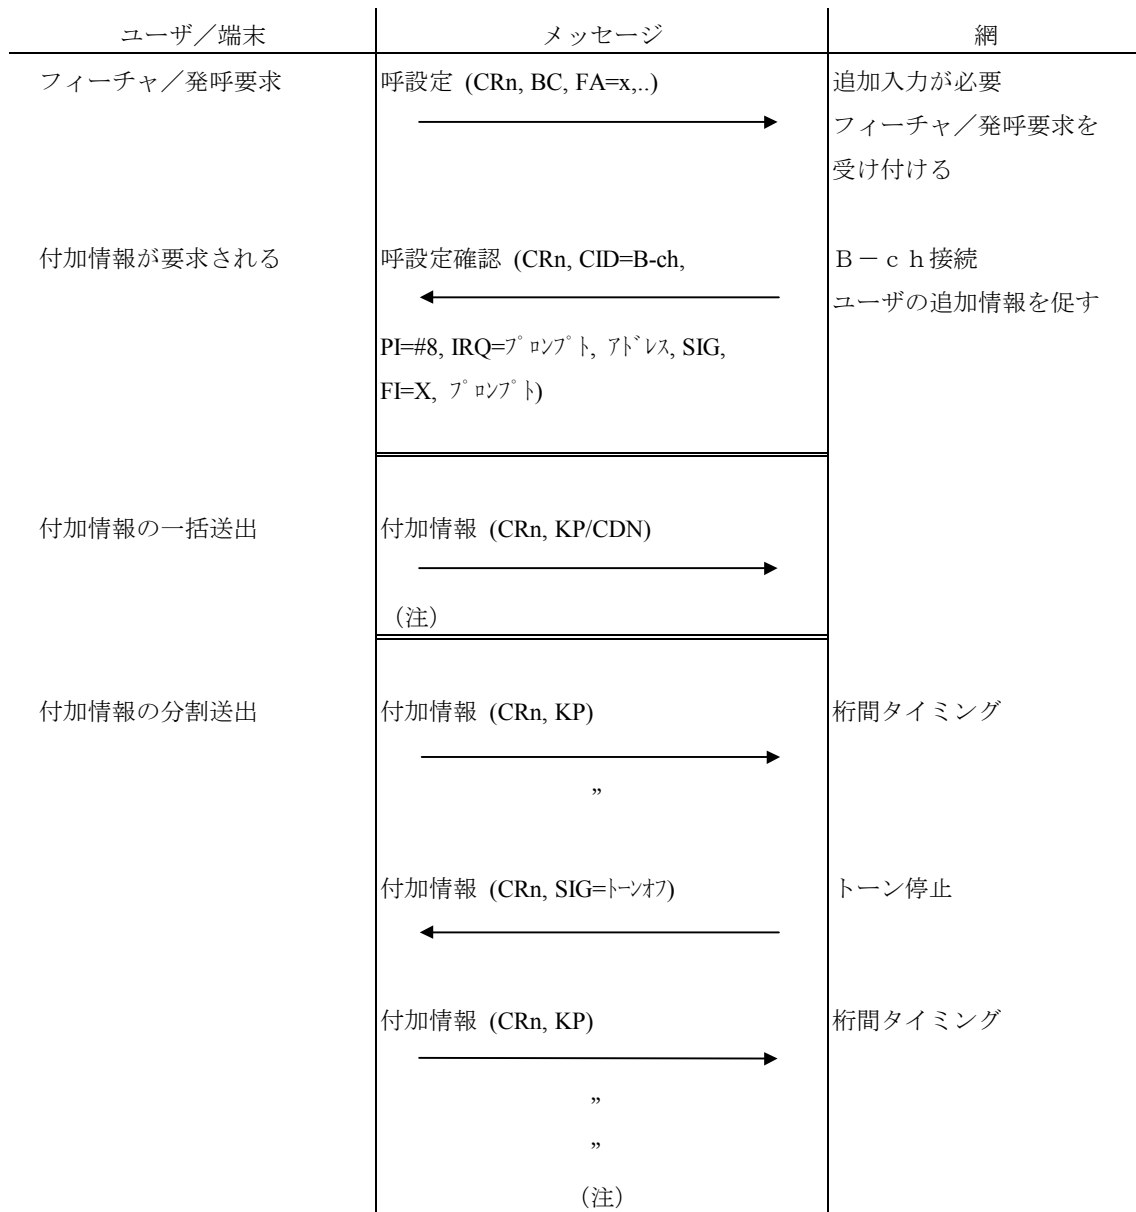 ユーザ／端末 メッセージ 網
フィーチャ／発呼要求 呼設定 (CRn, BC, FA=x,..) 追加入力が必要
フィーチャ／発呼要求を
受け付ける
付加情報が要求される 呼設定確認 (CRn, CID=B-ch, Ｂ－ｃｈ接続
ユーザの追加情報を促す
PI=#8, IRQ=ﾌﾟﾛﾝﾌﾟﾄ, ｱﾄﾞﾚｽ, SIG,
FI=X, ﾌﾟﾛﾝﾌﾟﾄ)
付加情報の一括送出 付加情報 (CRn, KP/CDN)
（注）
付加情報の分割送出 付加情報 (CRn, KP) 桁間タイミング
”
付加情報 (CRn, SIG=ﾄｰﾝｵﾌ) トーン停止
付加情報 (CRn, KP) 桁間タイミング
”
”
（注）